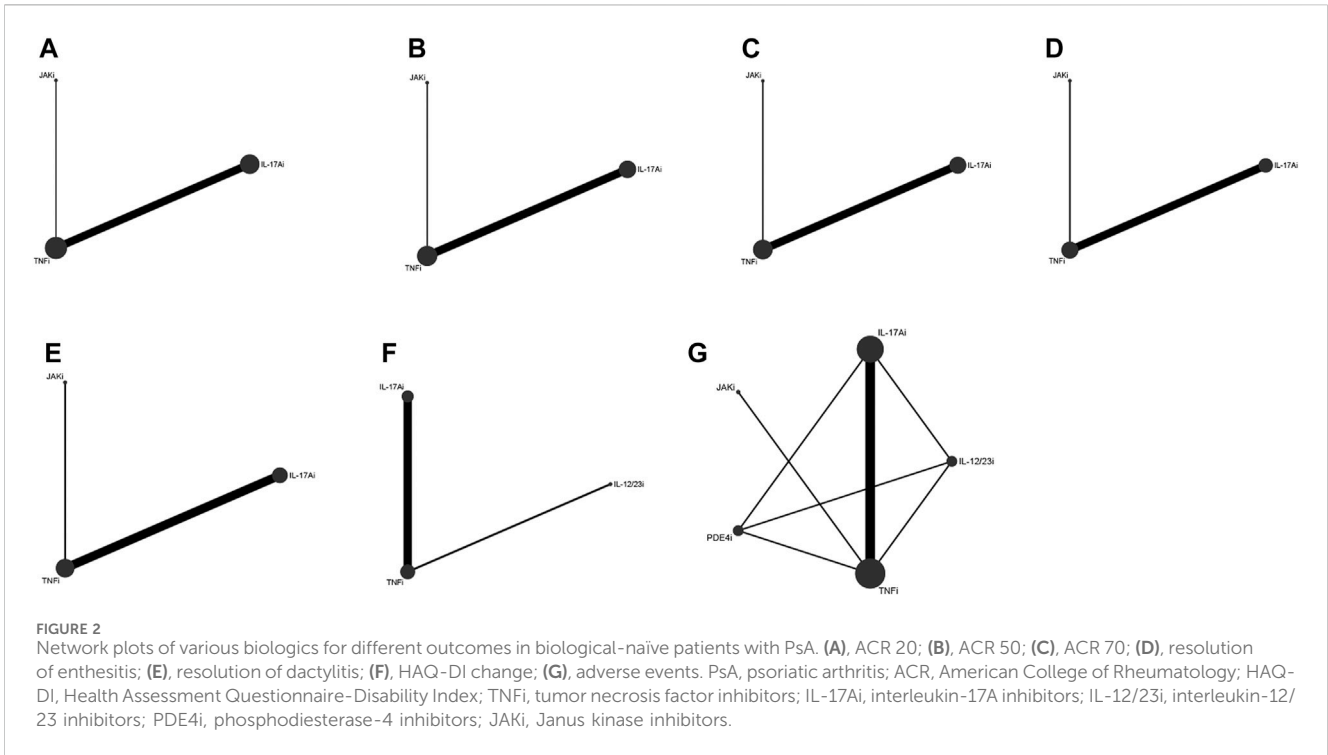 A
B
C
D
JAKi
JAKi
JAKi
JAKi
IL-17Ai
IL-17Ai
IL-17Ai
IL-17Ai
TNFi
TNFi
TNFi
TNFi
E
F
G
JAKi
IL-17Ai
TNFi
IL-17Ai
IL-12/23i
TNFi
IL-17Ai
JAKi
IL-12/23i
PDE4i
TNFi
FIGURE 2
Network plots of various biologics for different outcomes in biological-naïve patients with PsA. (A), ACR 20; (B), ACR 50; (C), ACR 70; (D), resolution
of enthesitis; (E), resolution of dactylitis; (F), HAQ-DI change; (G), adverse events. PsA, psoriatic arthritis; ACR, American College of Rheumatology; HAQ-
DI, Health Assessment Questionnaire-Disability Index; TNFi, tumor necrosis factor inhibitors; IL-17Ai, interleukin-17A inhibitors; IL-12/23i, interleukin-12/
23 inhibitors; PDE4i, phosphodiesterase-4 inhibitors; JAKi, Janus kinase inhibitors.